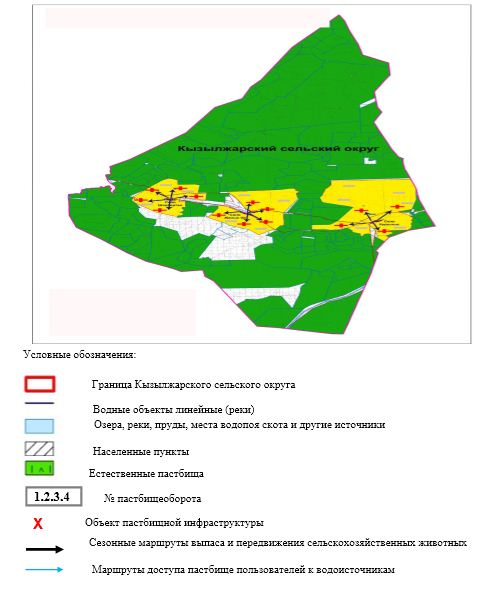 Кызылжарский сельский округ
Условные обозначения:
Граница Кызылжарского сельского округа
Водные объекты линейные (реки)
Озера, реки, пруды, места водопоя скота и другие источники
Населенные пункты
Естественные пастбища
1.2.3.4 № пастбищеоборота
X Объект пастбищной инфраструктуры
Сезонные маршруты выпаса и передвижения сельскохозяйственных животных
Маршруты доступа пастбище пользователей к водоисточникам